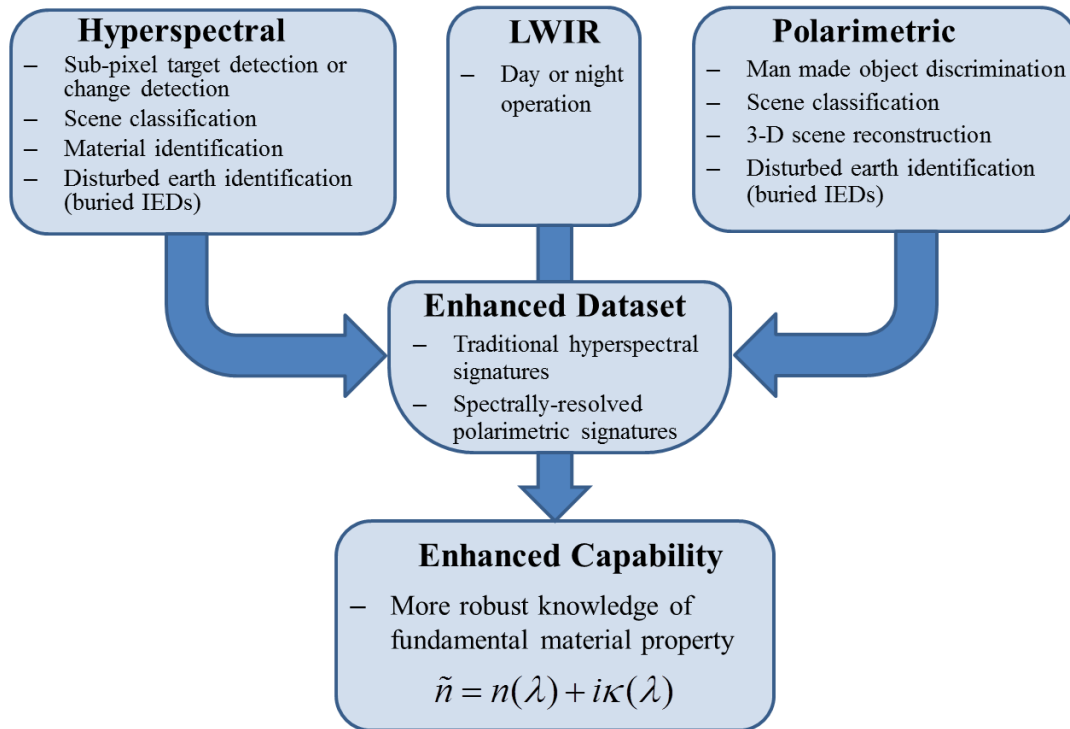 Hyperspectral
– Sub-pixel target detection or
change detection
– Scene classification
– Material identification
– Disturbed earth identification
(buried IEDs)
LWIR
– Day or night
operation
Polarimetric
– Man made object discrimination
– Scene classification
– 3-D scene reconstruction
– Disturbed earth identification
(buried IEDs)
Enhanced Dataset
– Traditional hyperspectral
signatures
– Spectrally-resolved
polarimetric signatures
Enhanced Capability
– More robust knowledge of
fundamental material property
ñ = n(λ) + iκ(λ)